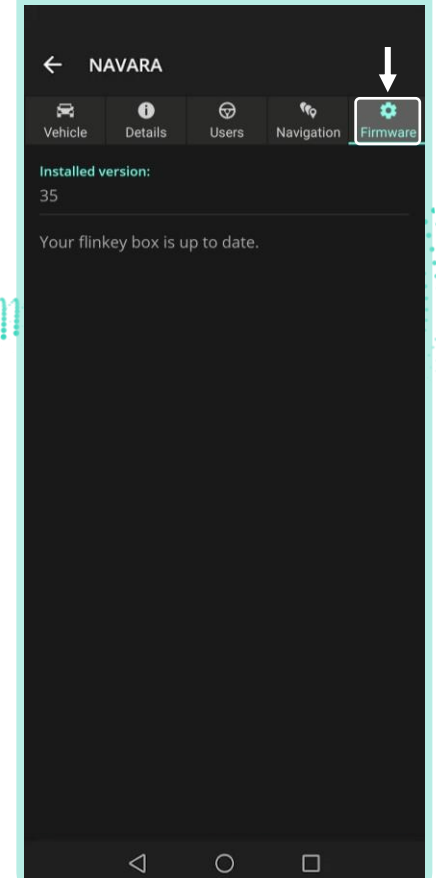 NAVARA
Vehicle Details Users Navigation Firmware
Installed version:
35
Your flinkey box is up to date.